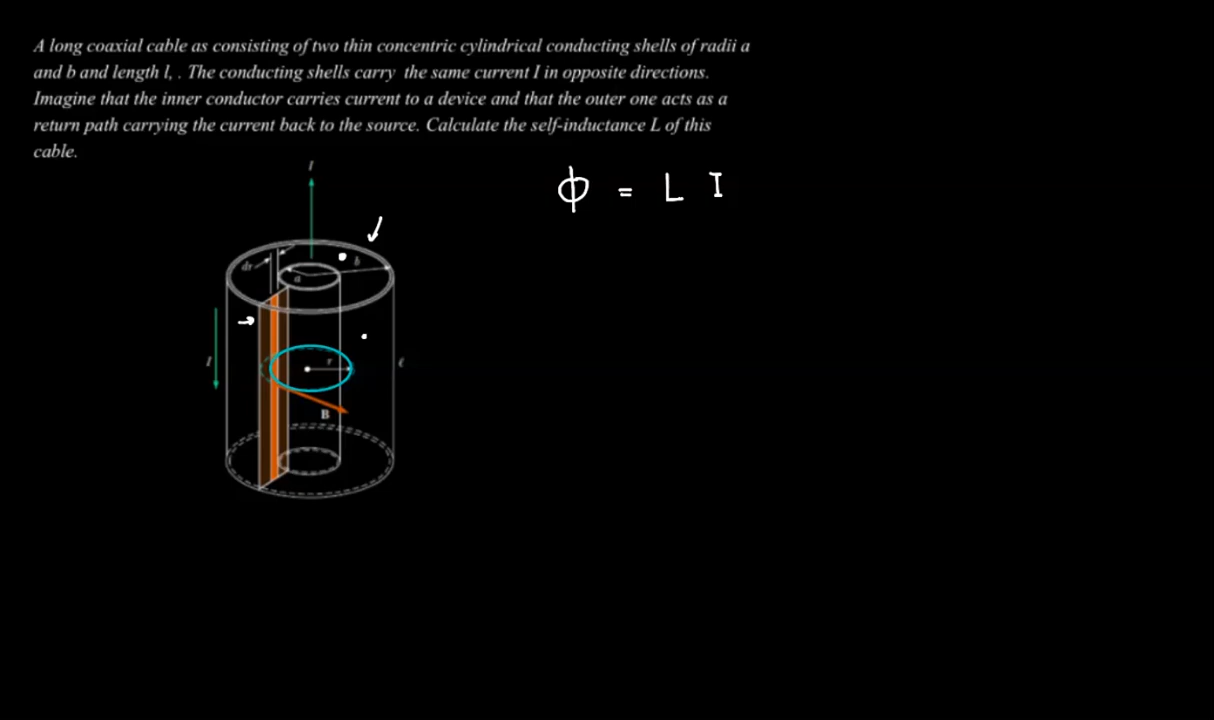 A long coaxial cable as consisting of two thin concentric cylindrical conducting shells of radii a
and b and length l, . The conducting shells carry the same current I in opposite directions.
Imagine that the inner conductor carries current to a device and that the outer one acts as a
return path carrying the current back to the source. Calculate the self-inductance L of this
cable.
I
ϕ = L I
dr
a
b
I
r
ℓ
B